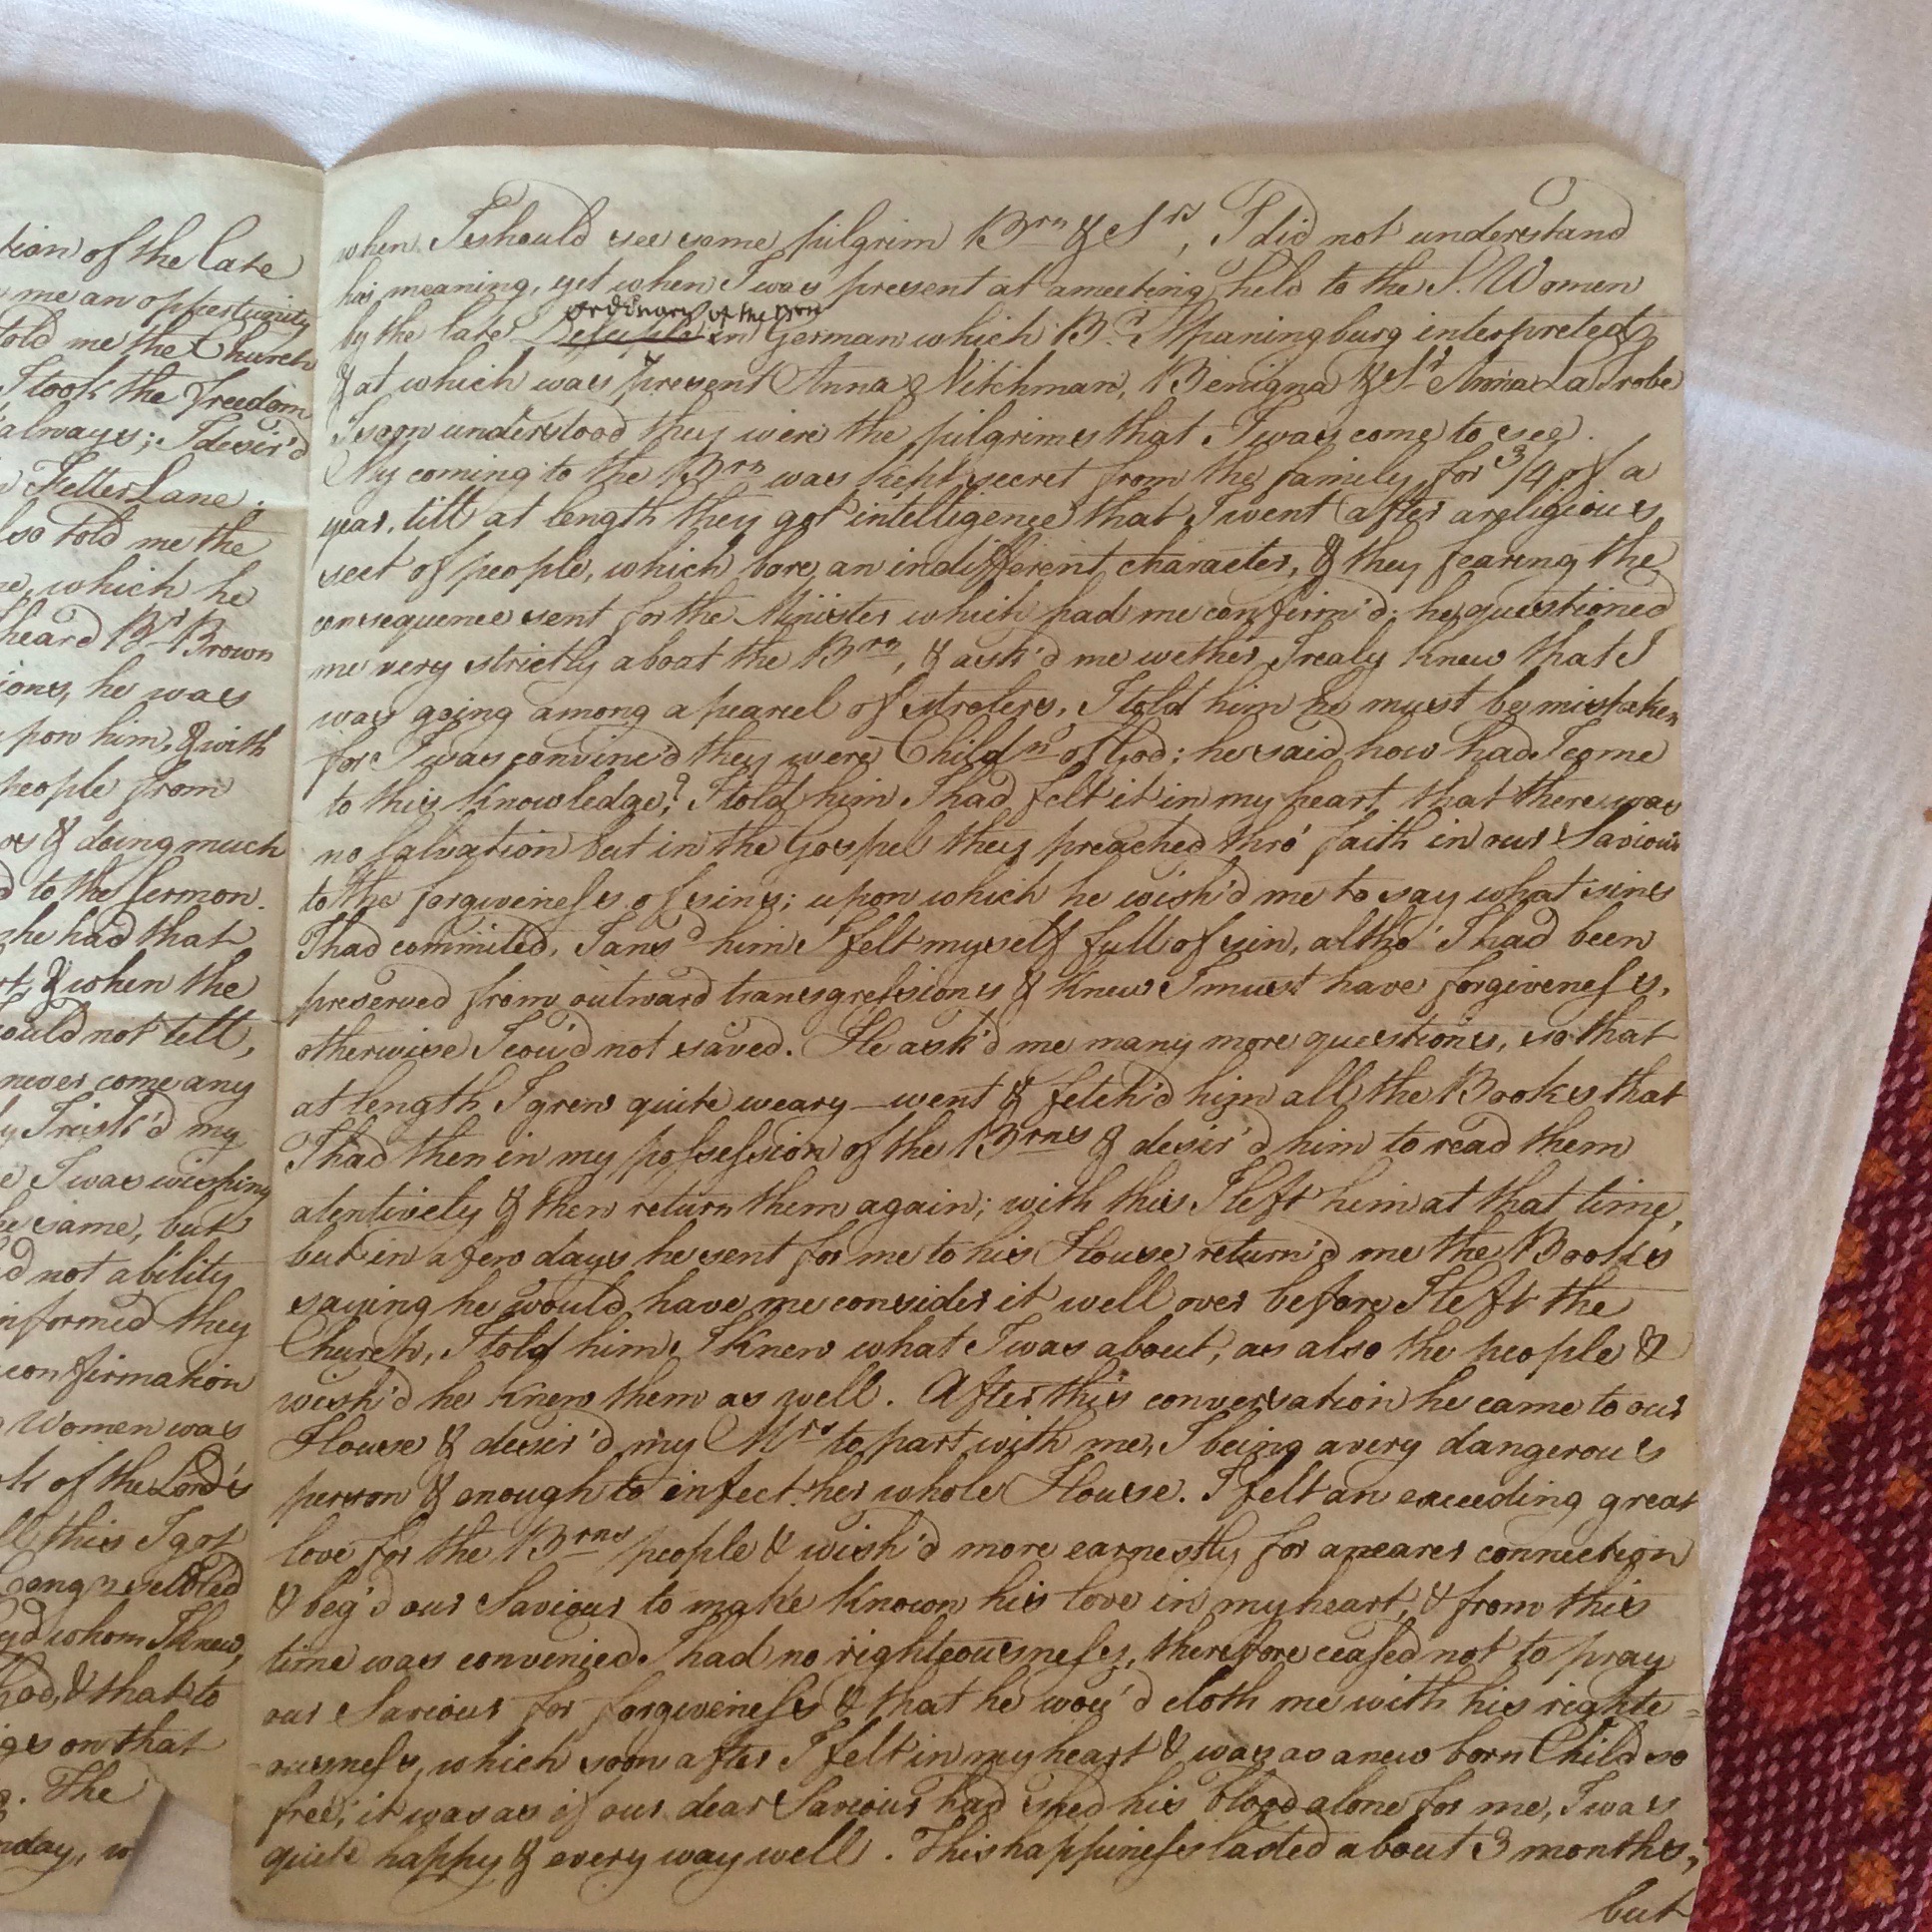 tion of the late
me an oppertunity
told me the Church
I took the freedom
always; I desir'd
Fetter Lane.
lso told me the
which he
heard Br Brown
ions, he was
pon him, & with
people from
& doing much
d to the Sermon.
he had that
& when the
ould not tell,
never come any
I risk'd my
I was wishing
he same, but
d not ability
nformed they
confirmation
Women was
k of the Lord's
ll this I got
Congn settled
whom I knew,
God, & that to
ges on that
. The
nday, w
when I should see some pilgrim Brn & Srs, I did not understand
his meaning, yet when I was present at a meeting held to the S. Women
ordinary of the Brn
by the late Desciple in German which Br Spaningburg interpreted,
& at which was present Anna Nitchman, Benigna & Sr Anna LaTrobe
I soon understood they were the pilgrims that I was come to see.
My coming to the Brn was kept secret from the family for 3/4 of a
year, till at length they got intelligence that I went after a religious
sect of people, which bore an indifferent character, & they fearing the
consequence sent for the Minister which had me confirm'd: he questioned
me very strictly about the Brn, & ask'd me wether I realy knew that I
was going among a pearcel of strolers, I told him he must be mistaken
for I was convinc'd they were Childn of God; he said how had I come
to this knowledge? I told him I had felt it in my heart, that there was
no Salvation but in the Gospel they preached thro' faith in our Saviour
to the forgiveness of sins; upon which he wish'd me to say what sins
I had commited, I ansd him I felt myself full of sin, altho' I had been
preserved from outward transgressions & knew I must have forgiveness,
otherwise I cou'd not saved. He ask'd me many more questions, so that
at length I grew quite weary—went & fetch'd him all the Books that
I had then in my possession of the Brns & desir'd him to read them
atentively & then return them again; with this I left him at that time,
but in a few days he sent for me to his House return'd me the Books
saying he would have me consider it well over before I left the
Church, I told him I knew what I was about, as also the people &
wish'd he knew them as well. After this conversation he came to our
House & desir'd my Mrs to part with me, I being a very dangerous
person & enough to infect her whole House. I felt an exceeding great
love for the Brns people & wish'd more earnestly for a nearer connection
& beg'd our Saviour to make known his love in my heart, & from this
time was convenied I had no righteousness, therefore ceased not to pray
our Saviour for forgiveness & that he wou'd cloth me with his righte=
=ousness, which soon after I felt in my heart & was as a new born Child so
free; it was as if our dear Saviour had shed his blood alone for me, I was
quite happy & every way well. This happiness lasted about 3 months,
but